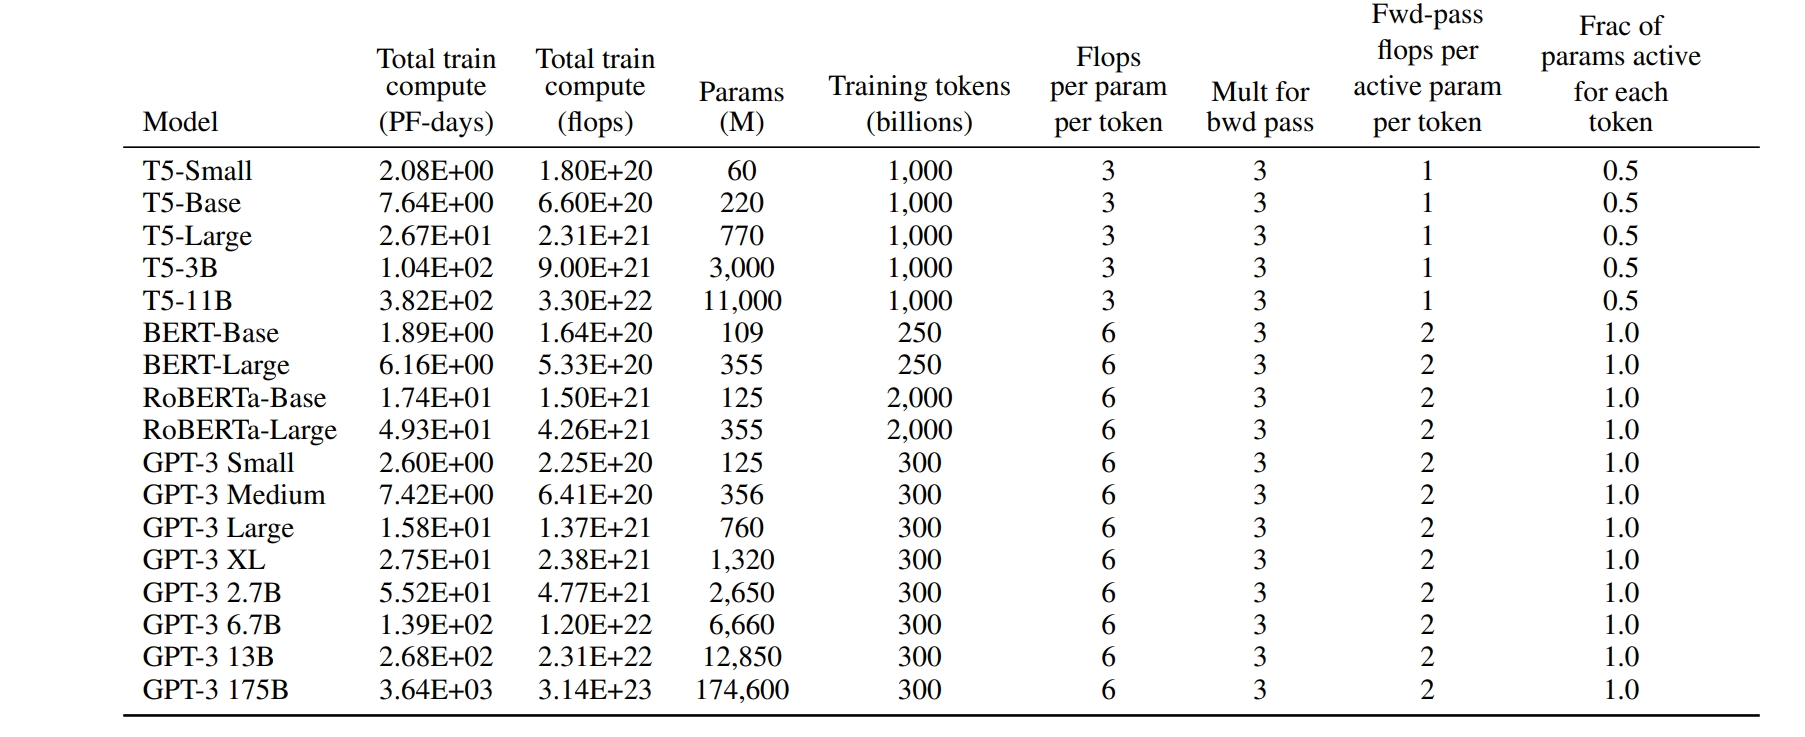 Fwd-pass
Frac of
Total train Total train Flops flops per params active
compute compute Params Training tokens per param Mult for active param for each
Model (PF-days) (flops) (M) (billions) per token bwd pass per token token
T5-Small 2.08E+00 1.80E+20 60 1,000 3 3 1 0.5
T5-Base 7.64E+00 6.60E+20 220 1,000 3 3 1 0.5
T5-Large 2.67E+01 2.31E+21 770 1,000 3 3 1 0.5
T5-3B 1.04E+02 9.00E+21 3,000 1,000 3 3 1 0.5
T5-11B 3.82E+02 3.30E+22 11,000 1,000 3 3 1 0.5
BERT-Base 1.89E+00 1.64E+20 109 250 6 3 2 1.0
BERT-Large 6.16E+00 5.33E+20 355 250 6 3 2 1.0
RoBERTa-Base 1.74E+01 1.50E+21 125 2,000 6 3 2 1.0
RoBERTa-Large 4.93E+01 4.26E+21 355 2,000 6 3 2 1.0
GPT-3 Small 2.60E+00 2.25E+20 125 300 6 3 2 1.0
GPT-3 Medium 7.42E+00 6.41E+20 356 300 6 3 2 1.0
GPT-3 Large 1.58E+01 1.37E+21 760 300 6 3 2 1.0
GPT-3 XL 2.75E+01 2.38E+21 1,320 300 6 3 2 1.0
GPT-3 2.7B 5.52E+01 4.77E+21 2,650 300 6 3 2 1.0
GPT-3 6.7B 1.39E+02 1.20E+22 6,660 300 6 3 2 1.0
GPT-3 13B 2.68E+02 2.31E+22 12,850 300 6 3 2 1.0
GPT-3 175B 3.64E+03 3.14E+23 174,600 300 6 3 2 1.0